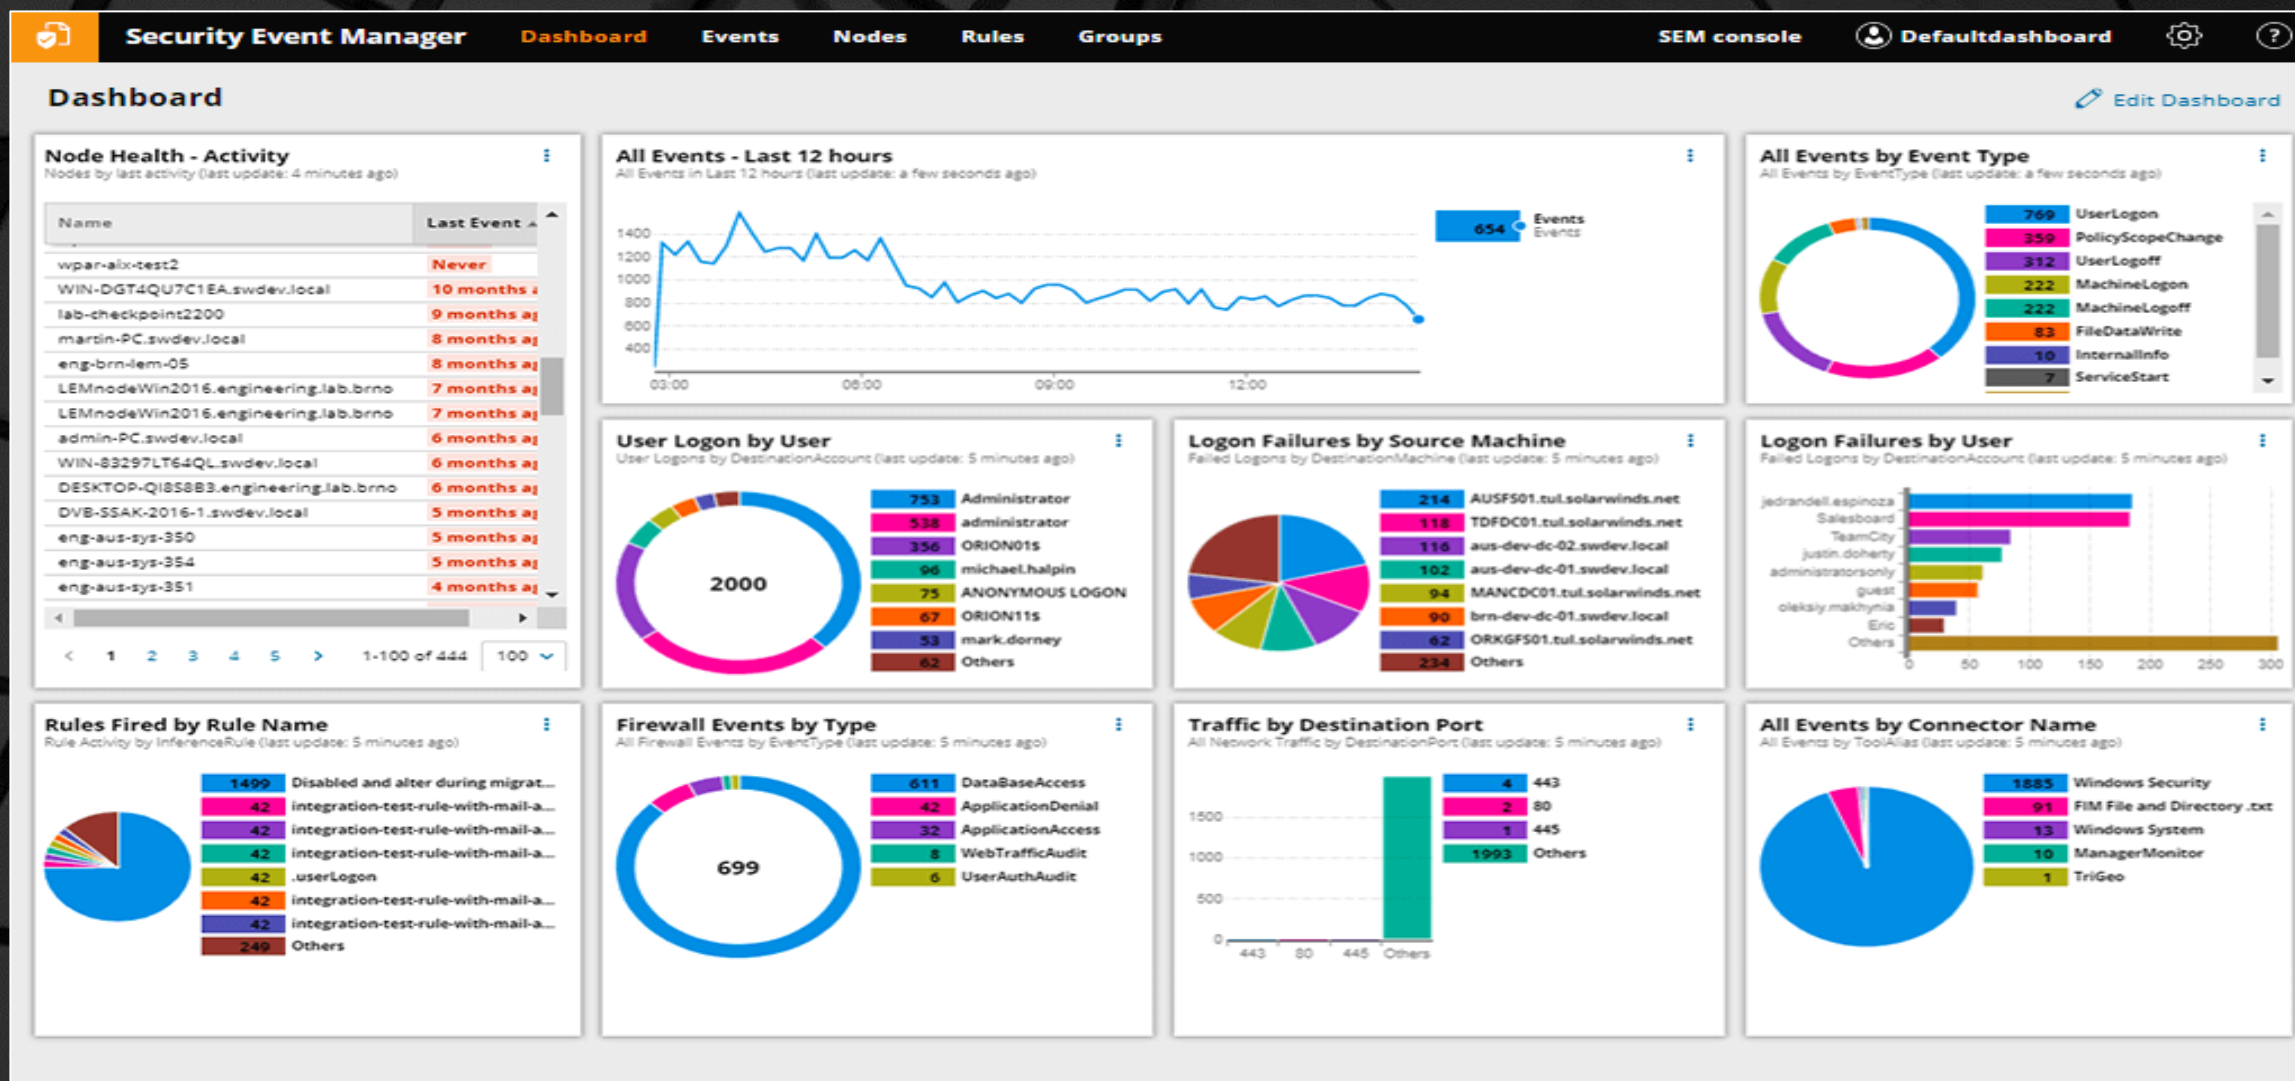 Security Event Manager Dashboard Events Nodes Rules Groups SEM console Defaultdashboard ?
Dashboard
Edit Dashboard
Node Health - Activity
Nodes by last activity (last update: 4 minutes ago)
Name Last Event
wpar-aix-test2 Never
WIN-DGT4QU7C1EA.swdev.local 10 months a
lab-checkpoint2200 9 months ag
martin-PC.swdev.local 8 months ag
eng-brn-lem-05 8 months ag
LEMnodeWin2016.engineering.lab.brno 7 months ag
LEMnodeWin2016.engineering.lab.brno 7 months ag
admin-PC.swdev.local 6 months ag
WIN-83297LT64QL.swdev.local 6 months ag
DESKTOP-QI8S8B3.engineering.lab.brno 6 months ag
DVB-SSAK-2016-1.swdev.local 5 months ag
eng-aus-sys-350 5 months ag
eng-aus-sys-354 5 months ag
eng-aus-sys-351 4 months ag
< 1 2 3 4 5 > 1-100 of 444 100
All Events - Last 12 hours
All Events in Last 12 hours (last update: a few seconds ago)
1400
1200
1000
800
600
400
03:00 06:00 09:00 12:00
654 Events
Events
All Events by Event Type
All Events by EventType (last update: a few seconds ago)
769 UserLogon
359 PolicyScopeChange
312 UserLogoff
222 MachineLogon
222 MachineLogoff
83 FileDataWrite
10 InternalInfo
7 ServiceStart
User Logon by User
User Logons by DestinationAccount (last update: 5 minutes ago)
2000
753 Administrator
538 administrator
356 ORION01$
96 michael.halpin
75 ANONYMOUS LOGON
67 ORION11$
53 mark.dorney
62 Others
Logon Failures by Source Machine
Failed Logons by DestinationMachine (last update: 5 minutes ago)
214 AUSFS01.tul.solarwinds.net
118 TDFDC01.tul.solarwinds.net
116 aus-dev-dc-02.swdev.local
102 aus-dev-dc-01.swdev.local
94 MANCDC01.tul.solarwinds.net
90 brn-dev-dc-01.swdev.local
62 ORKGFS01.tul.solarwinds.net
234 Others
Logon Failures by User
Failed Logons by DestinationAccount (last update: 5 minutes ago)
jedrandell.espinoza
Salesboard
TeamCity
justin.doherty
administratorsonly
guest
oleksiy.makhynia
Eric
Others
0 50 100 150 200 250 300
Rules Fired by Rule Name
Rule Activity by InferenceRule (last update: 5 minutes ago)
1499 Disabled and alter during migrat...
42 integration-test-rule-with-mail-a...
42 integration-test-rule-with-mail-a...
42 integration-test-rule-with-mail-a...
42 .userLogon
42 integration-test-rule-with-mail-a...
42 integration-test-rule-with-mail-a...
249 Others
Firewall Events by Type
All Firewall Events by EventType (last update: 5 minutes ago)
699
611 DataBaseAccess
42 ApplicationDenial
32 ApplicationAccess
8 WebTrafficAudit
6 UserAuthAudit
Traffic by Destination Port
All Network Traffic by DestinationPort (last update: 5 minutes ago)
1500
1000
500
0
443 80 445 Others
4 443
2 80
1 445
1993 Others
All Events by Connector Name
All Events by ToolAlias (last update: 5 minutes ago)
1885 Windows Security
91 FIM File and Directory .txt
13 Windows System
10 ManagerMonitor
1 TriGeo